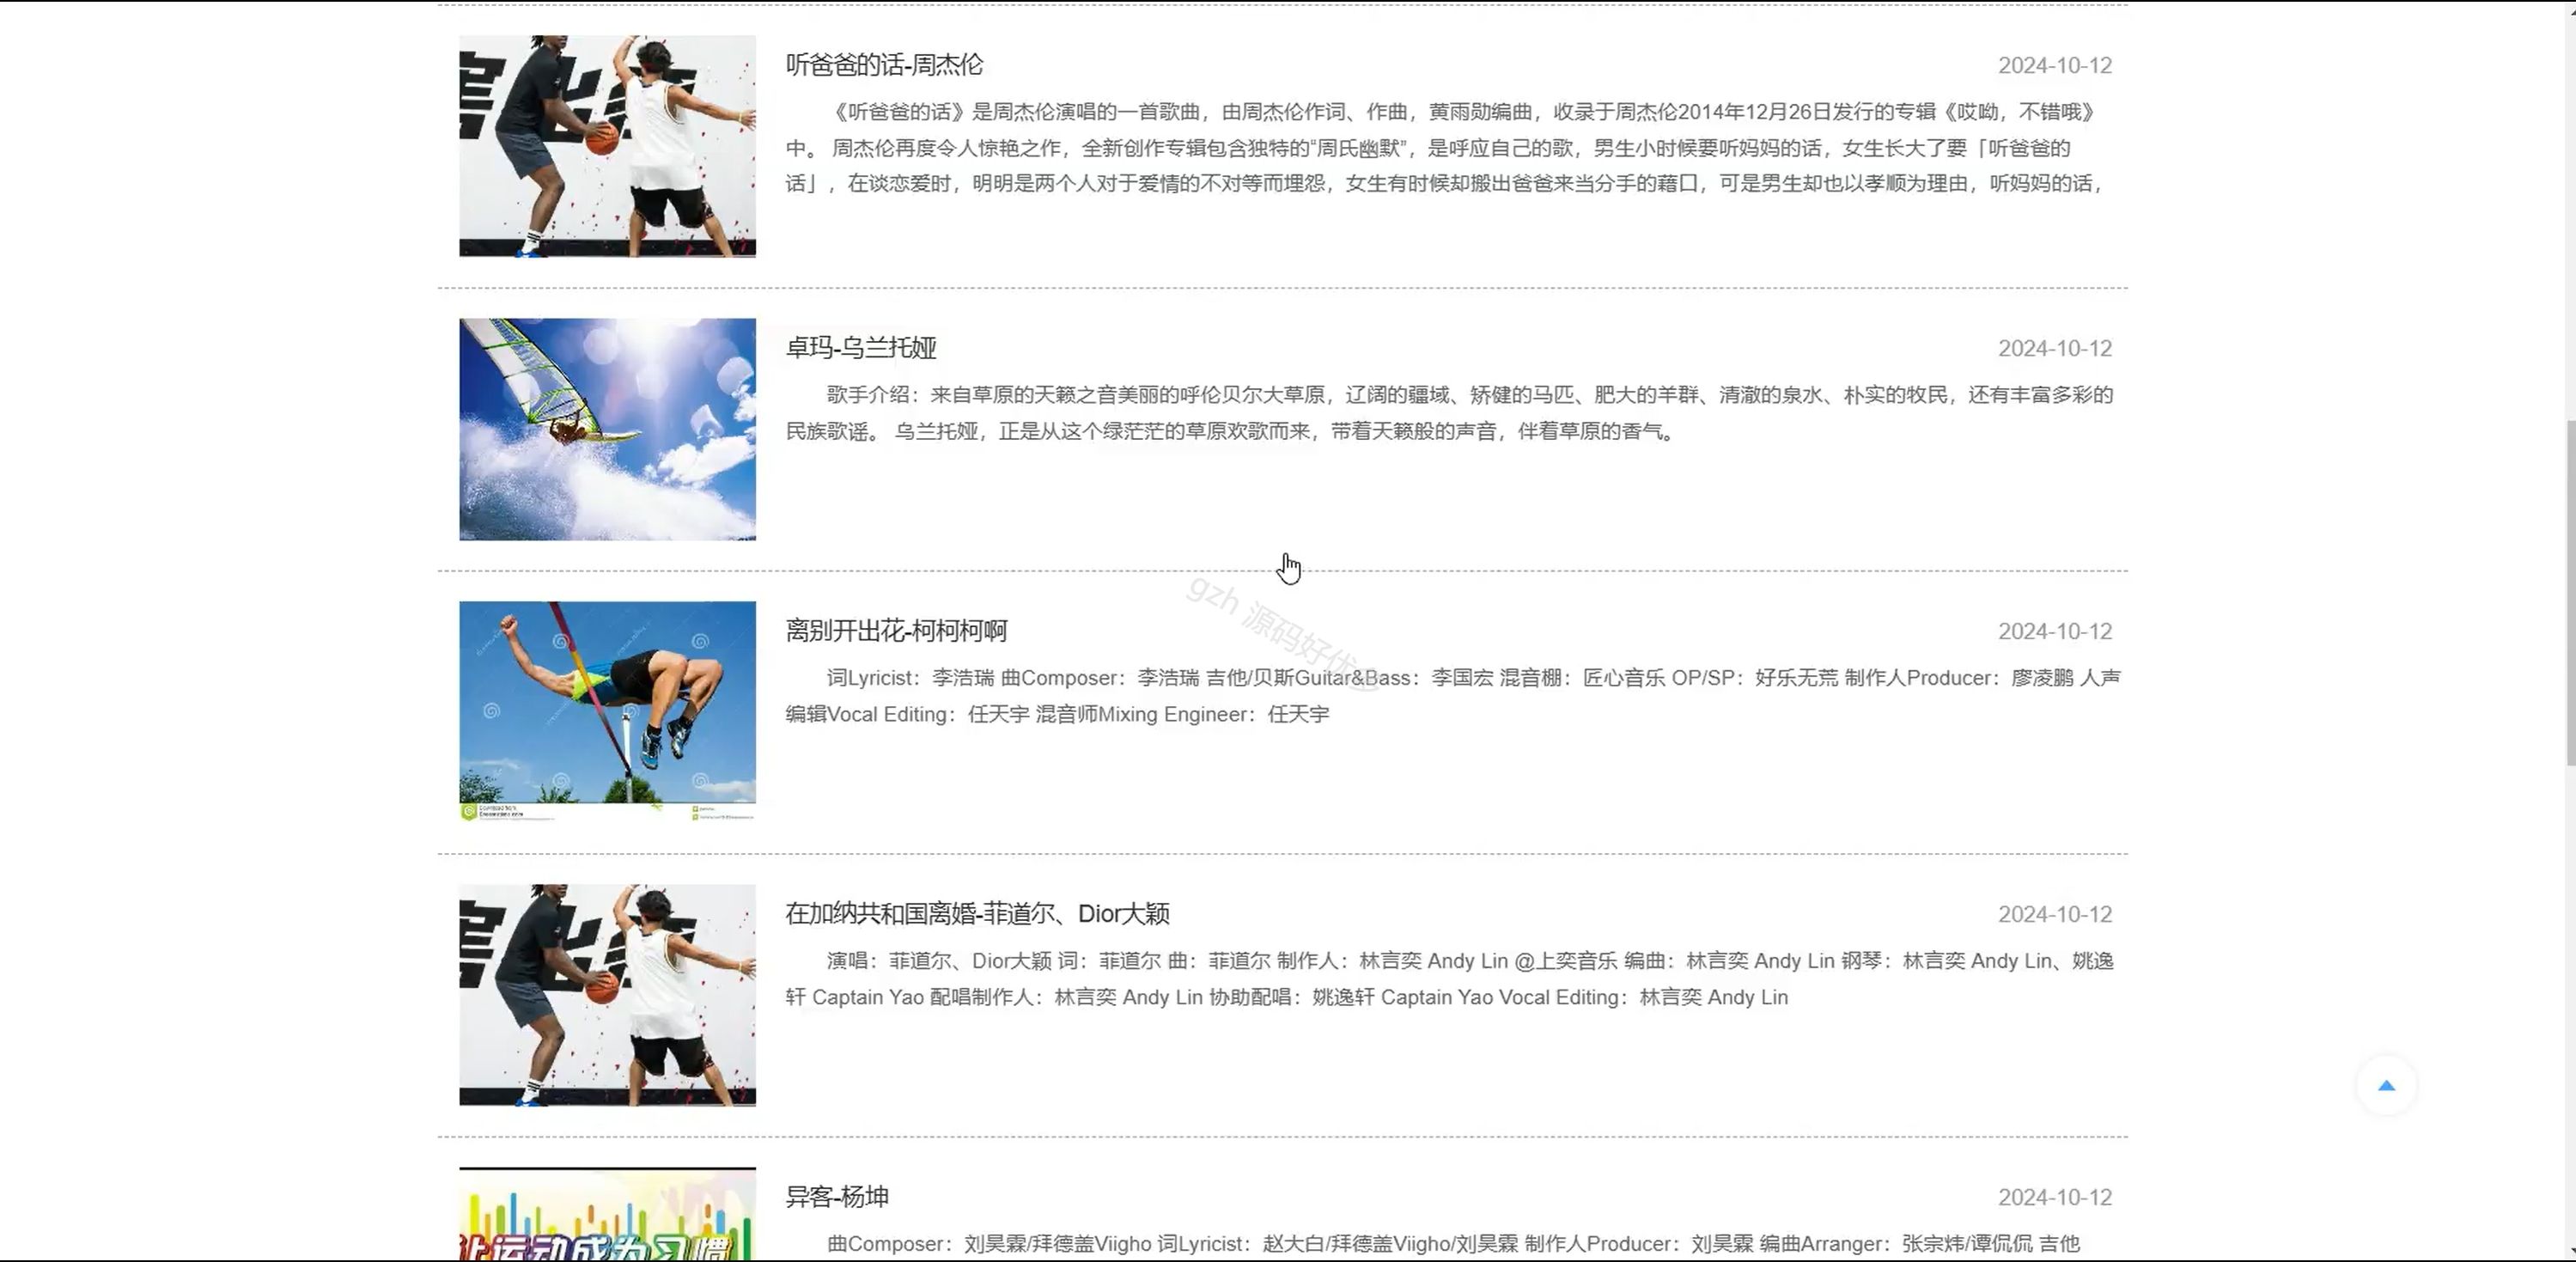 听爸爸的话-周杰伦
2024-10-12
《听爸爸的话》是周杰伦演唱的一首歌曲，由周杰伦作词、作曲，黄雨勋编曲，收录于周杰伦2014年12月26日发行的专辑《哎呦，不错哦》
中。 周杰伦再度令人惊艳之作，全新创作专辑包含独特的“周氏幽默”，是呼应自己的歌，男生小时候要听妈妈的话，女生长大了要「听爸爸的
话」，在谈恋爱时，明明是两个人对于爱情的不对等而埋怨，女生有时候却搬出爸爸来当分手的藉口，可是男生却也以孝顺为理由，听妈妈的话，
卓玛-乌兰托娅
2024-10-12
歌手介绍：来自草原的天籁之音美丽的呼伦贝尔大草原，辽阔的疆域、矫健的马匹、肥大的羊群、清澈的泉水、朴实的牧民，还有丰富多彩的
民族歌谣。 乌兰托娅，正是从这个绿茫茫的草原欢歌而来，带着天籁般的声音，伴着草原的香气。
gzh 源码好优多
离别开出花-柯柯柯啊
2024-10-12
词Lyricist：李浩瑞 曲Composer：李浩瑞 吉他/贝斯Guitar&Bass：李国宏 混音棚：匠心音乐 OP/SP：好乐无荒 制作人Producer：廖凌鹏 人声
编辑Vocal Editing：任天宇 混音师Mixing Engineer：任天宇
在加纳共和国离婚-菲道尔、Dior大颖
2024-10-12
演唱：菲道尔、Dior大颖 词：菲道尔 曲：菲道尔 制作人：林言奕 Andy Lin @上奕音乐 编曲：林言奕 Andy Lin 钢琴：林言奕 Andy Lin、姚逸
轩 Captain Yao 配唱制作人：林言奕 Andy Lin 协助配唱：姚逸轩 Captain Yao Vocal Editing：林言奕 Andy Lin
让运动成为习惯
异客-杨坤
2024-10-12
曲Composer：刘昊霖/拜德盖Viigho 词Lyricist：赵大白/拜德盖Viigho/刘昊霖 制作人Producer：刘昊霖 编曲Arranger：张宗炜/谭侃侃 吉他